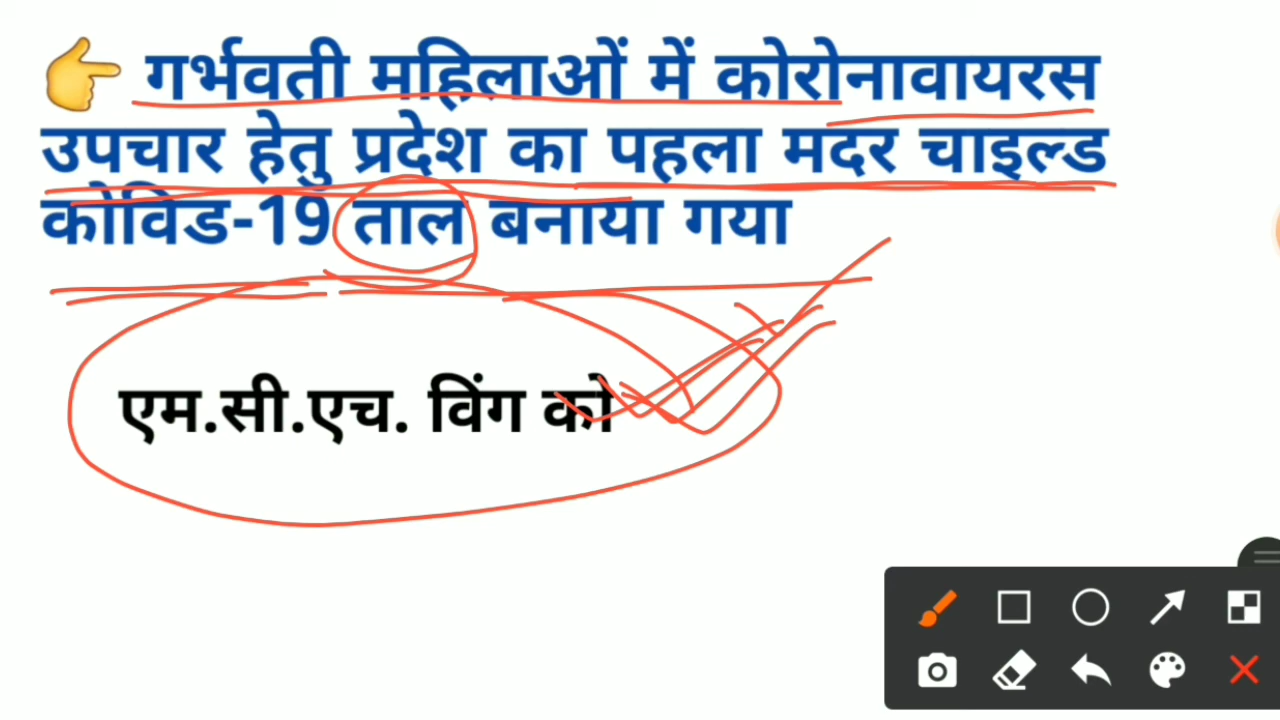 गर्भवती महिलाओं में कोरोनावायरस
उपचार हेतु प्रदेश का पहला मदर चाइल्ड
कोविड-19 ताल बनाया गया
एम.सी.एच. विंग को